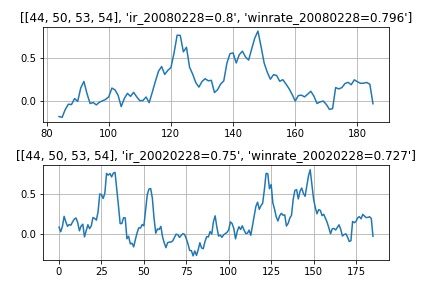 [[44, 50, 53, 54], 'ir_20080228=0.8', 'winrate_20080228=0.796']
0.5
0.0
80 100 120 140 160 180
[[44, 50, 53, 54], 'ir_20020228=0.75', 'winrate_20020228=0.727']
0.5
0.0
0 25 50 75 100 125 150 175